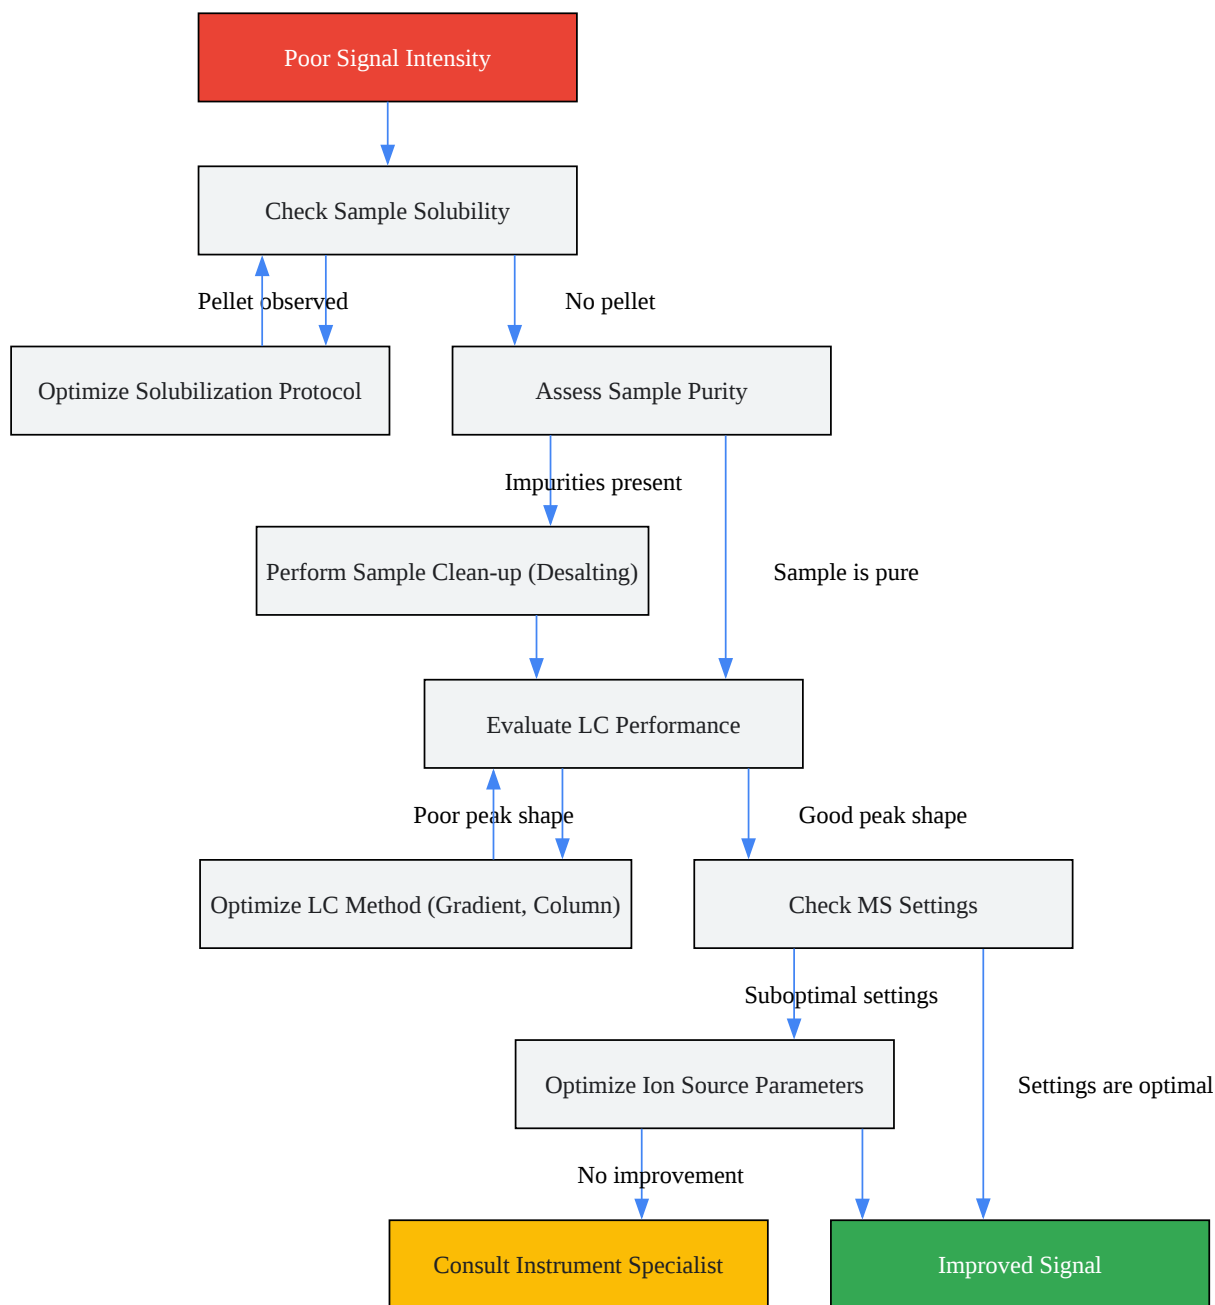 Poor Signal Intensity
Check Sample Solubility
Pellet observed
No pellet
Optimize Solubilization Protocol
Assess Sample Purity
Impurities present
Perform Sample Clean-up (Desalting)
Sample is pure
Evaluate LC Performance
Poor peak shape
Good peak shape
Optimize LC Method (Gradient, Column)
Check MS Settings
Suboptimal settings
Optimize Ion Source Parameters
Settings are optimal
No improvement
Consult Instrument Specialist
Improved Signal